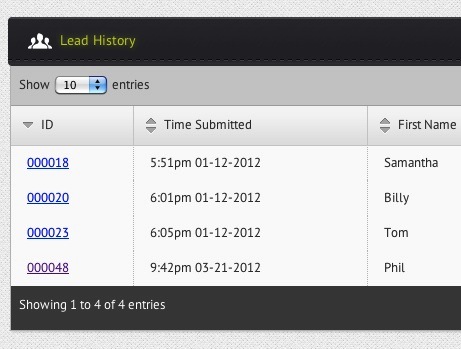 Lead History
Show 10 entries
ID Time Submitted First Name
000018 5:51pm 01-12-2012 Samantha
000020 6:01pm 01-12-2012 Billy
000023 6:05pm 01-12-2012 Tom
000048 9:42pm 03-21-2012 Phil
Showing 1 to 4 of 4 entries